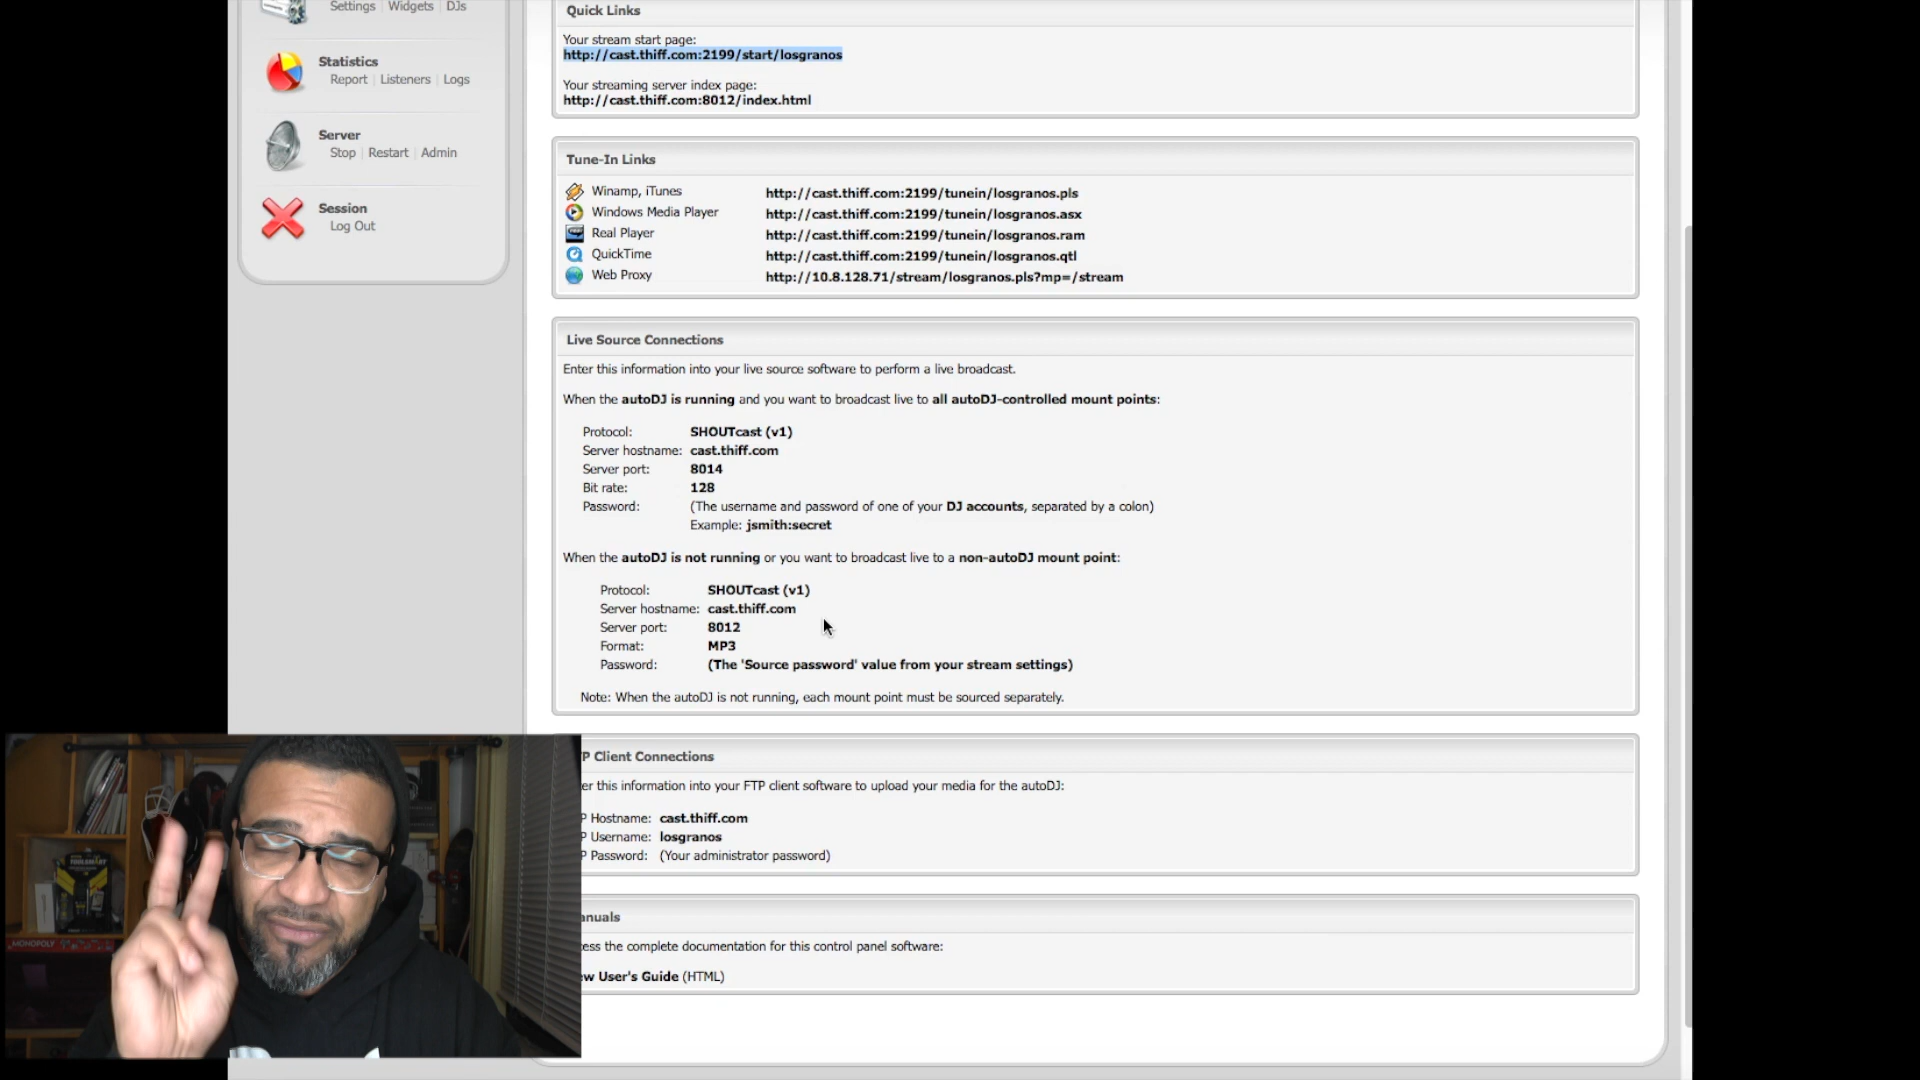 Settings | Widgets | DJs
Statistics
Report | Listeners | Logs
Server
Stop | Restart | Admin
Session
Log Out
Quick Links
Your stream start page:
http://cast.thiff.com:2199/start/losgranos
Your streaming server index page:
http://cast.thiff.com:8012/index.html
Tune-In Links
Winamp, iTunes http://cast.thiff.com:2199/tunein/losgranos.pls
Windows Media Player http://cast.thiff.com:2199/tunein/losgranos.asx
Real Player http://cast.thiff.com:2199/tunein/losgranos.ram
QuickTime http://cast.thiff.com:2199/tunein/losgranos.qtl
Web Proxy http://10.8.128.71/stream/losgranos.pls?mp=/stream
Live Source Connections
Enter this information into your live source software to perform a live broadcast.
When the autoDJ is running and you want to broadcast live to all autoDJ-controlled mount points:
Protocol: SHOUTcast (v1)
Server hostname: cast.thiff.com
Server port: 8014
Bit rate: 128
Password: (The username and password of one of your DJ accounts, separated by a colon)
Example: jsmith:secret
When the autoDJ is not running or you want to broadcast live to a non-autoDJ mount point:
Protocol: SHOUTcast (v1)
Server hostname: cast.thiff.com
Server port: 8012
Format: MP3
Password: (The 'Source password' value from your stream settings)
Note: When the autoDJ is not running, each mount point must be sourced separately.
P Client Connections
er this information into your FTP client software to upload your media for the autoDJ:
P Hostname: cast.thiff.com
P Username: losgranos
P Password: (Your administrator password)
anuals
cess the complete documentation for this control panel software:
ew User's Guide (HTML)
MONOPOLY